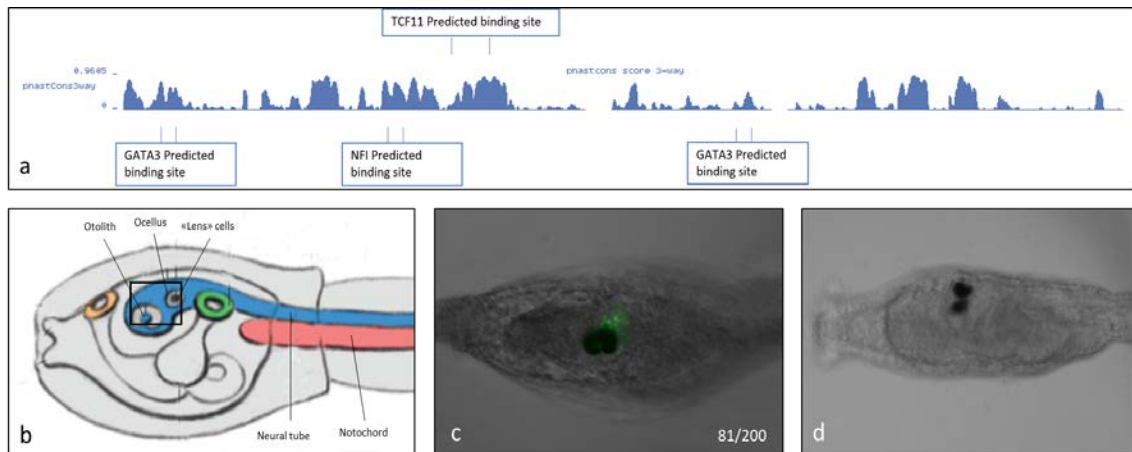 TCF11 Predicted binding site
0.9605
phastcons score 3-way
phastCons3way
0
GATA3 Predicted
binding site
NFI Predicted
binding site
GATA3 Predicted
binding site
a
Otolith
Ocellus
«Lens» cells
Neural tube
Notochord
b
c
81/200
d